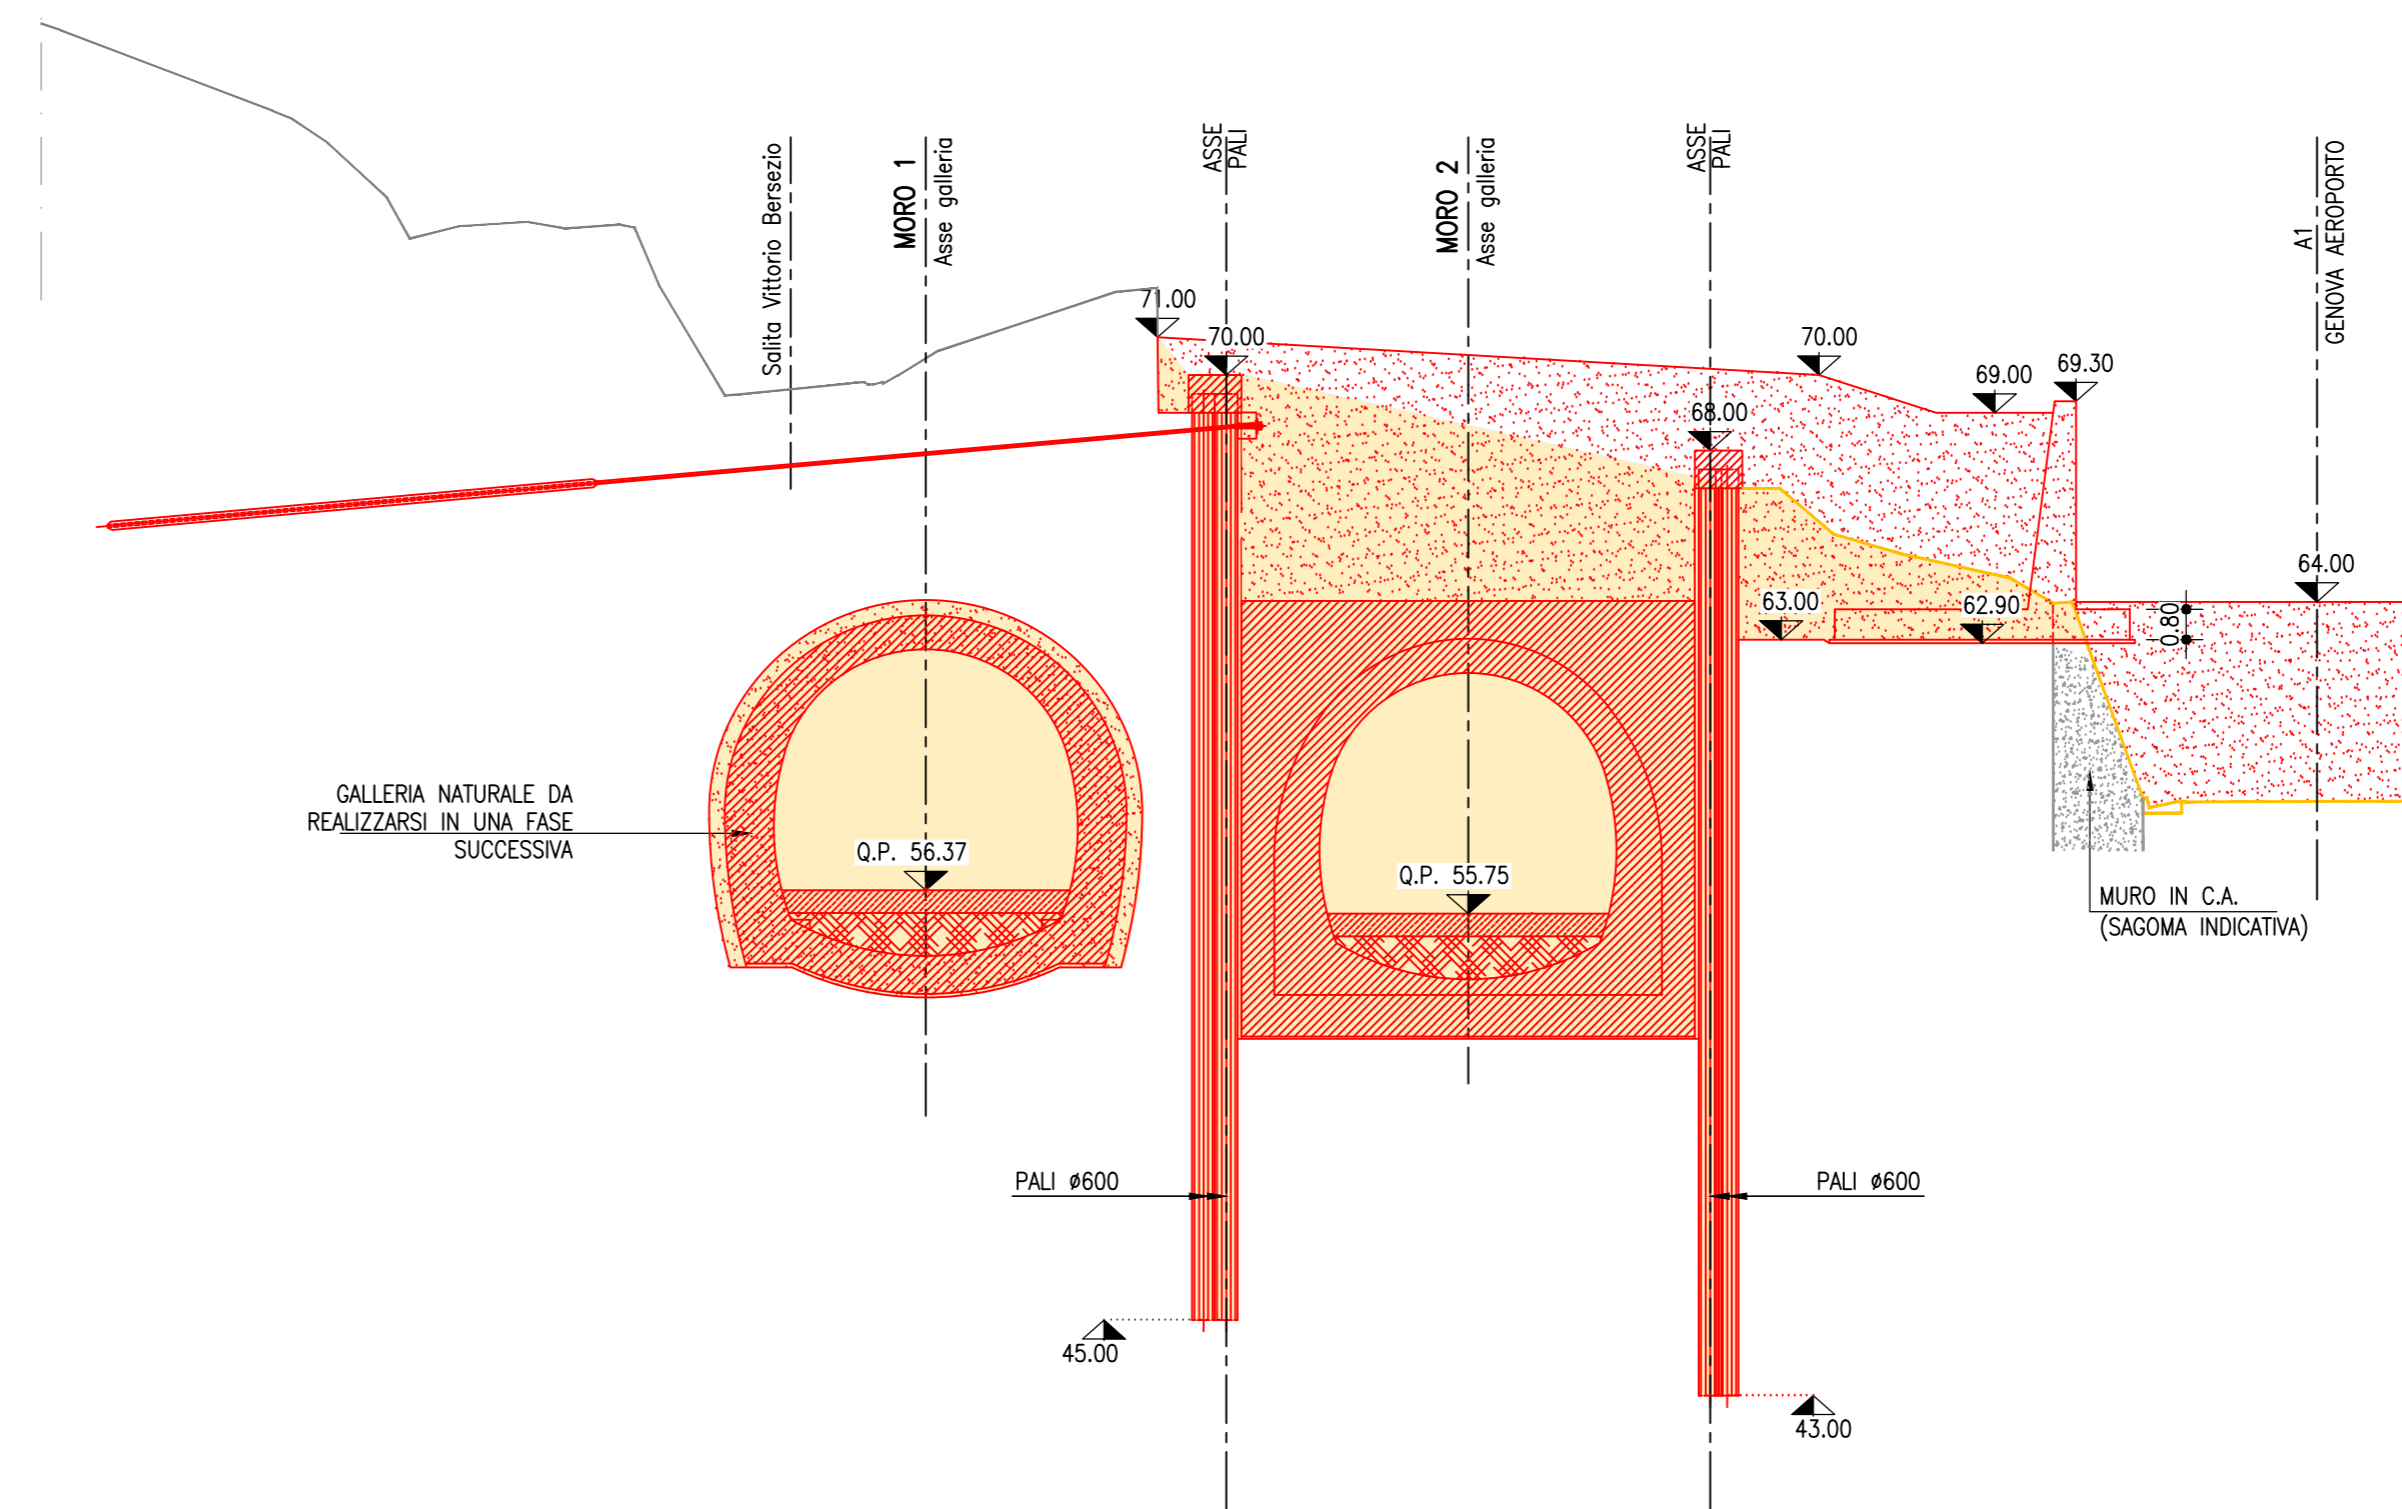 Salita Vittorio Bersezio
MORO 1
Asse galleria
ASSE
PALI
MORO 2
Asse galleria
ASSE
PALI
A1
GENOVA AEROPORTO
71.00
70.00
70.00
69.00
69.30
68.00
64.00
63.00
62.90
0.80
GALLERIA NATURALE DA
REALIZZARSI IN UNA FASE
SUCCESSIVA
Q.P. 56.37
Q.P. 55.75
MURO IN C.A.
(SAGOMA INDICATIVA)
PALI ø600
PALI ø600
45.00
43.00